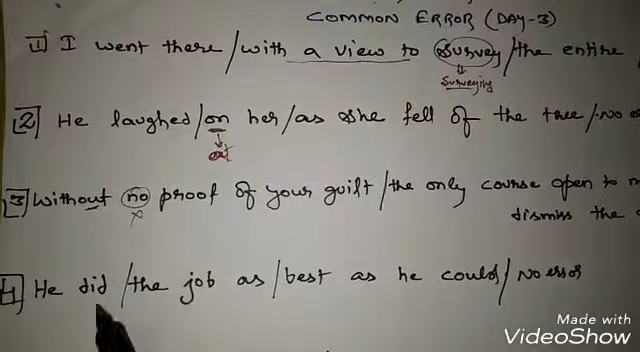 COMMON ERROR (DAY-3)
1) I went there/with a view to survey/the entire
surveying
2) He laughed/on her/as she fell of the tree/.no
at
3) Without no proof of your guilt/the only course open to
x
dismiss the
4) He did/the job as/best as he could/No error
Made with
VideoShow